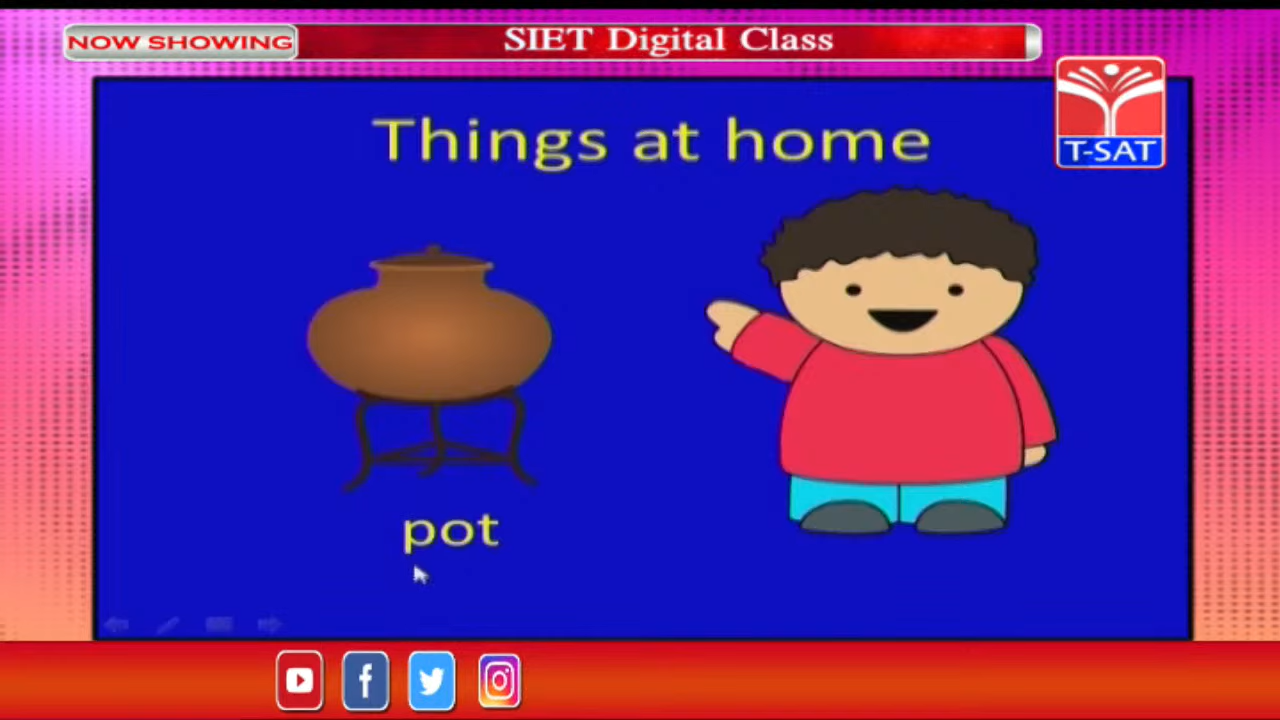 NOW SHOWING
SIET Digital Class
T-SAT
Things at home
pot